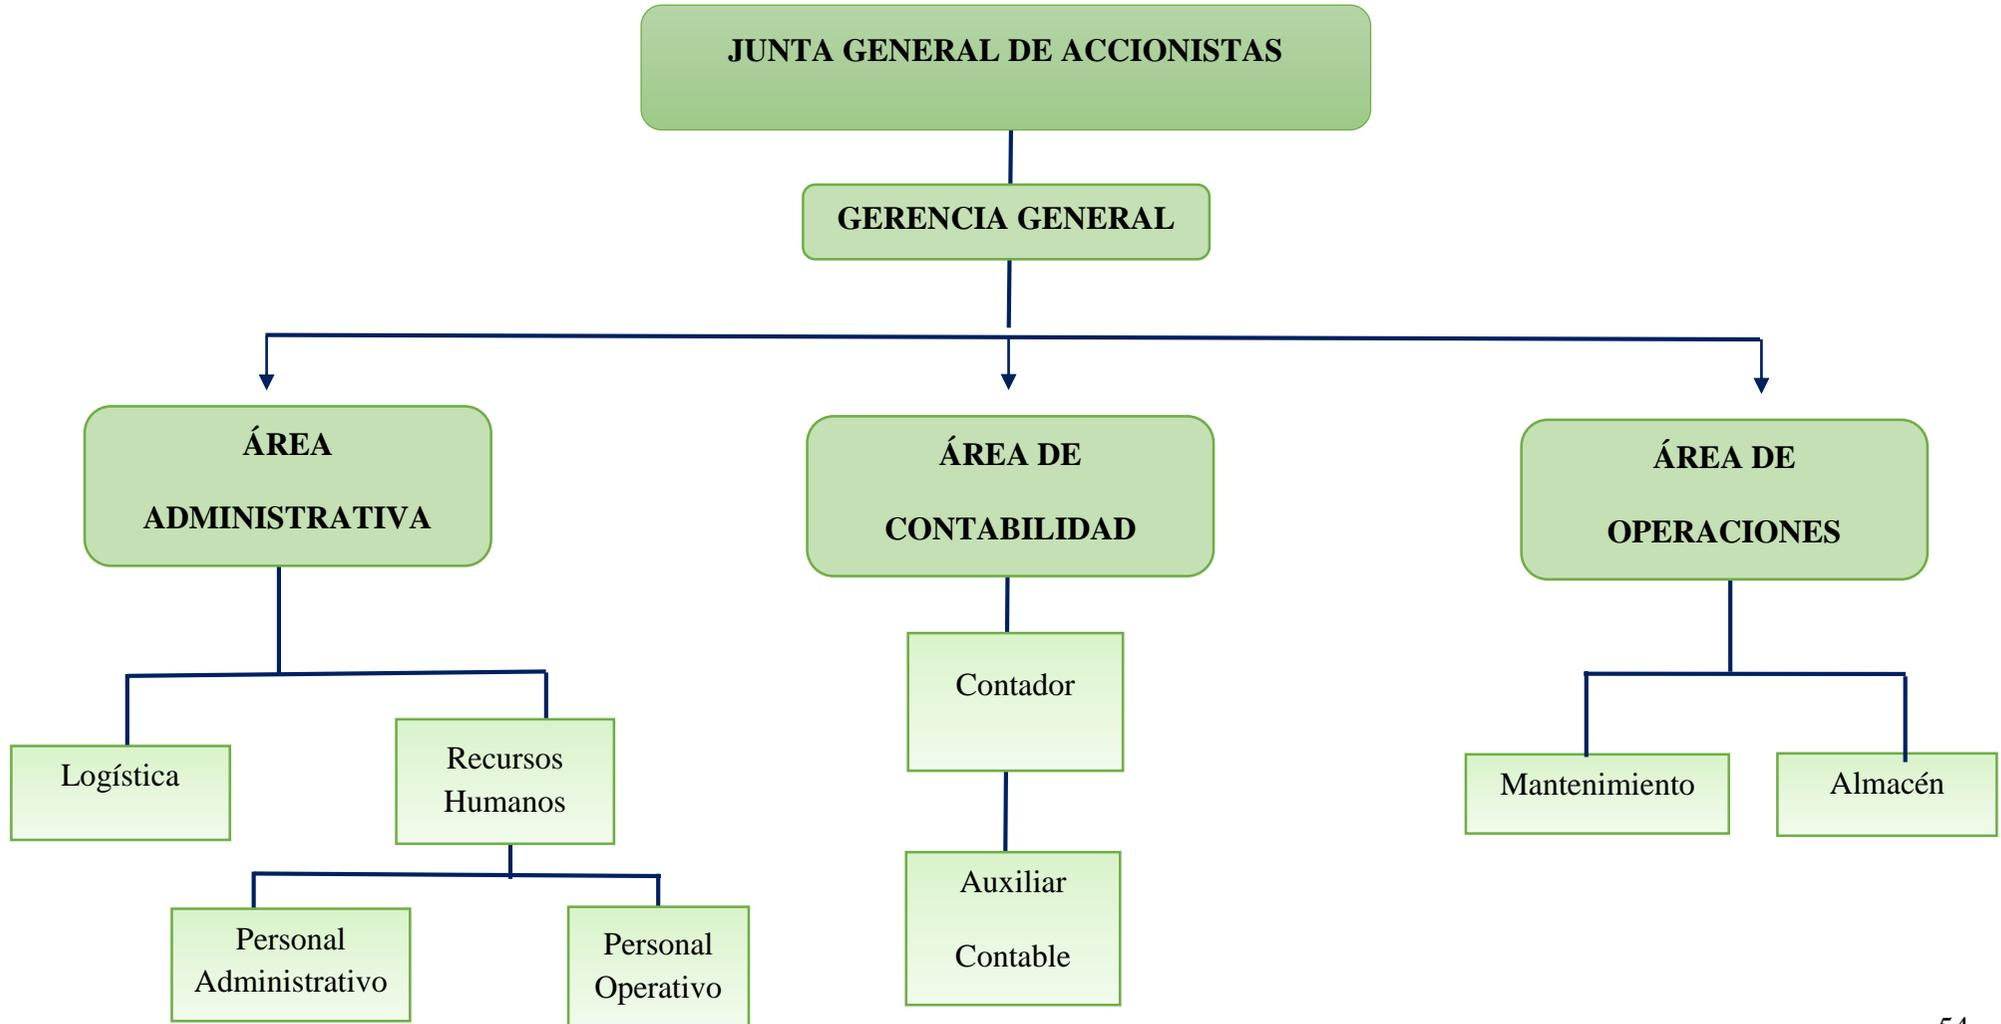 JUNTA GENERAL DE ACCIONISTAS
GERENCIA GENERAL
ÁREA
ADMINISTRATIVA
ÁREA DE
CONTABILIDAD
ÁREA DE
OPERACIONES
Logística
Recursos
Humanos
Contador
Mantenimiento
Almacén
Personal
Administrativo
Personal
Operativo
Auxiliar
Contable
54